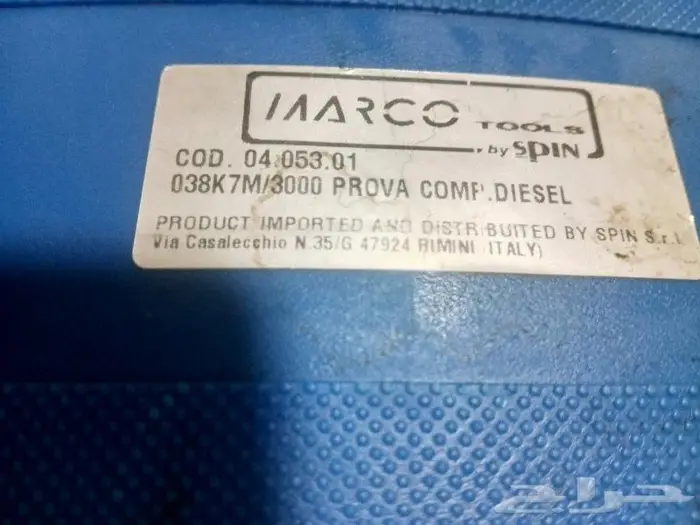 MARCO TOOLS
by SPIN
COD. 04.053.01
038K7M/3000 PROVA COMP.DIESEL
PRODUCT IMPORTED AND DISTRIBUTED BY SPIN S.r.l.
Via Casalecchio N.35/G 47924 RIMINI (ITALY)
حراج